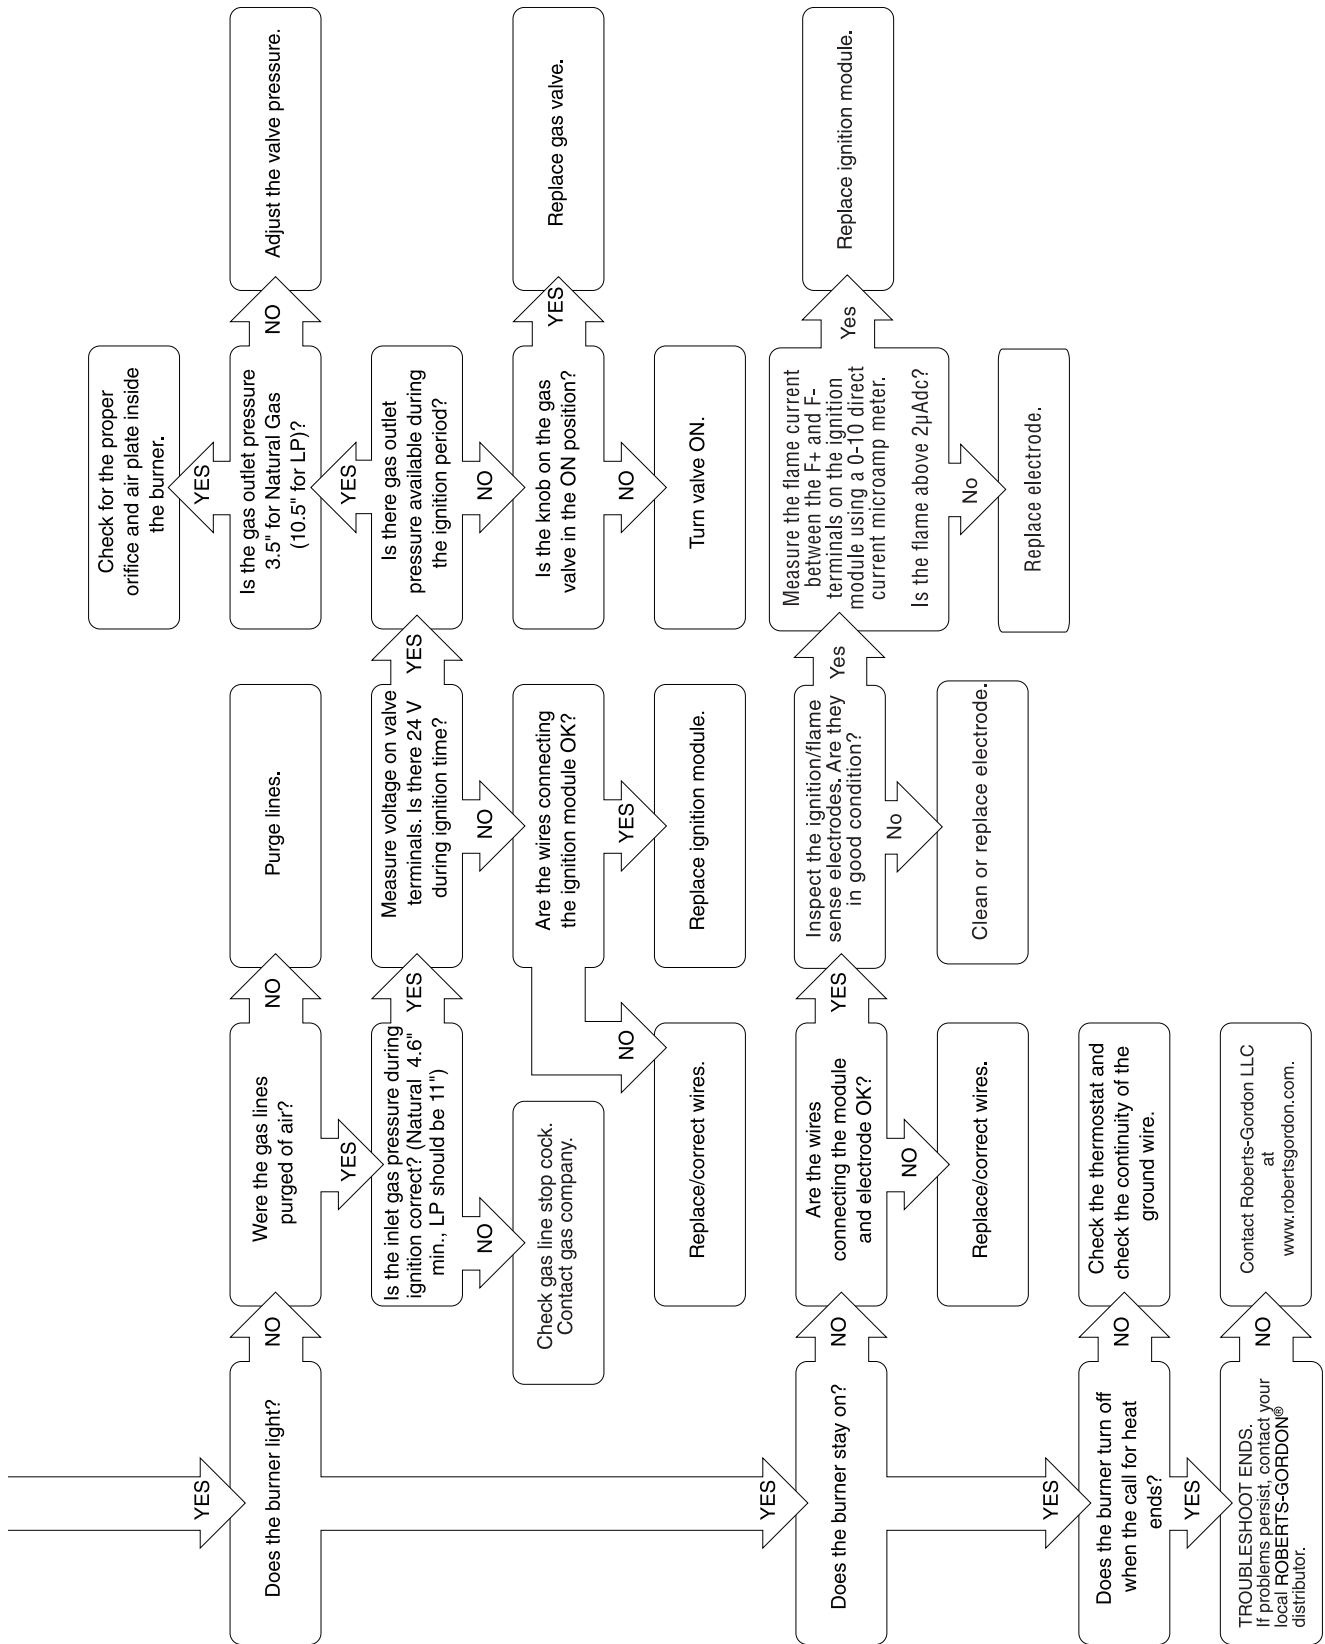 YES
Does the burner light?
NO
Were the gas lines
purged of air?
NO
Purge lines.
YES
Is the inlet gas pressure during
ignition correct? (Natural 4.6"
min., LP should be 11")
NO
Check gas line stop cock.
Contact gas company.
YES
Measure voltage on valve
terminals. Is there 24 V
during ignition time?
NO
Are the wires connecting
the ignition module OK?
NO
Replace/correct wires.
YES
Replace ignition module.
YES
Is there gas outlet
pressure available during
the ignition period?
YES
Is the gas outlet pressure
3.5" for Natural Gas
(10.5" for LP)?
YES
Check for the proper
orifice and air plate inside
the burner.
NO
Adjust the valve pressure.
NO
Is the knob on the gas
valve in the ON position?
YES
Replace gas valve.
NO
Turn valve ON.
YES
Does the burner stay on?
NO
Are the wires
connecting the module
and electrode OK?
NO
Replace/correct wires.
YES
Inspect the ignition/flame
sense electrodes. Are they
in good condition?
No
Clean or replace electrode.
Yes
Measure the flame current
between the F+ and F-
terminals on the ignition
module using a 0-10 direct
current microamp meter.
Is the flame above 2µAdc?
Yes
Replace ignition module.
No
Replace electrode.
YES
Does the burner turn off
when the call for heat
ends?
NO
Check the thermostat and
check the continuity of the
ground wire.
YES
TROUBLESHOOT ENDS.
If problems persist, contact your
local ROBERTS-GORDON®
distributor.
NO
Contact Roberts-Gordon LLC
at
www.robertsgordon.com.